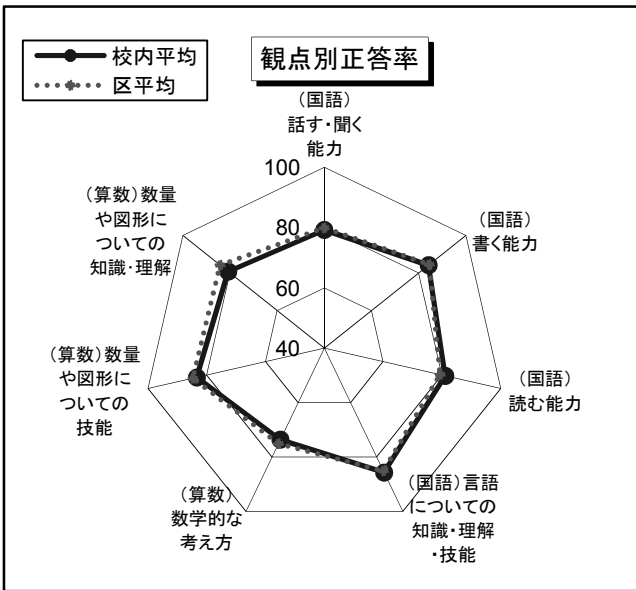 校内平均
区平均
観点別正答率
（国語）
話す・聞く
能力
100
80
60
40
（国語）
書く能力
（国語）
読む能力
（国語）言語
についての
知識・理解
・技能
（算数）
数学的な
考え方
（算数）数量
や図形に
ついての
技能
（算数）数量
や図形に
ついての
知識・理解